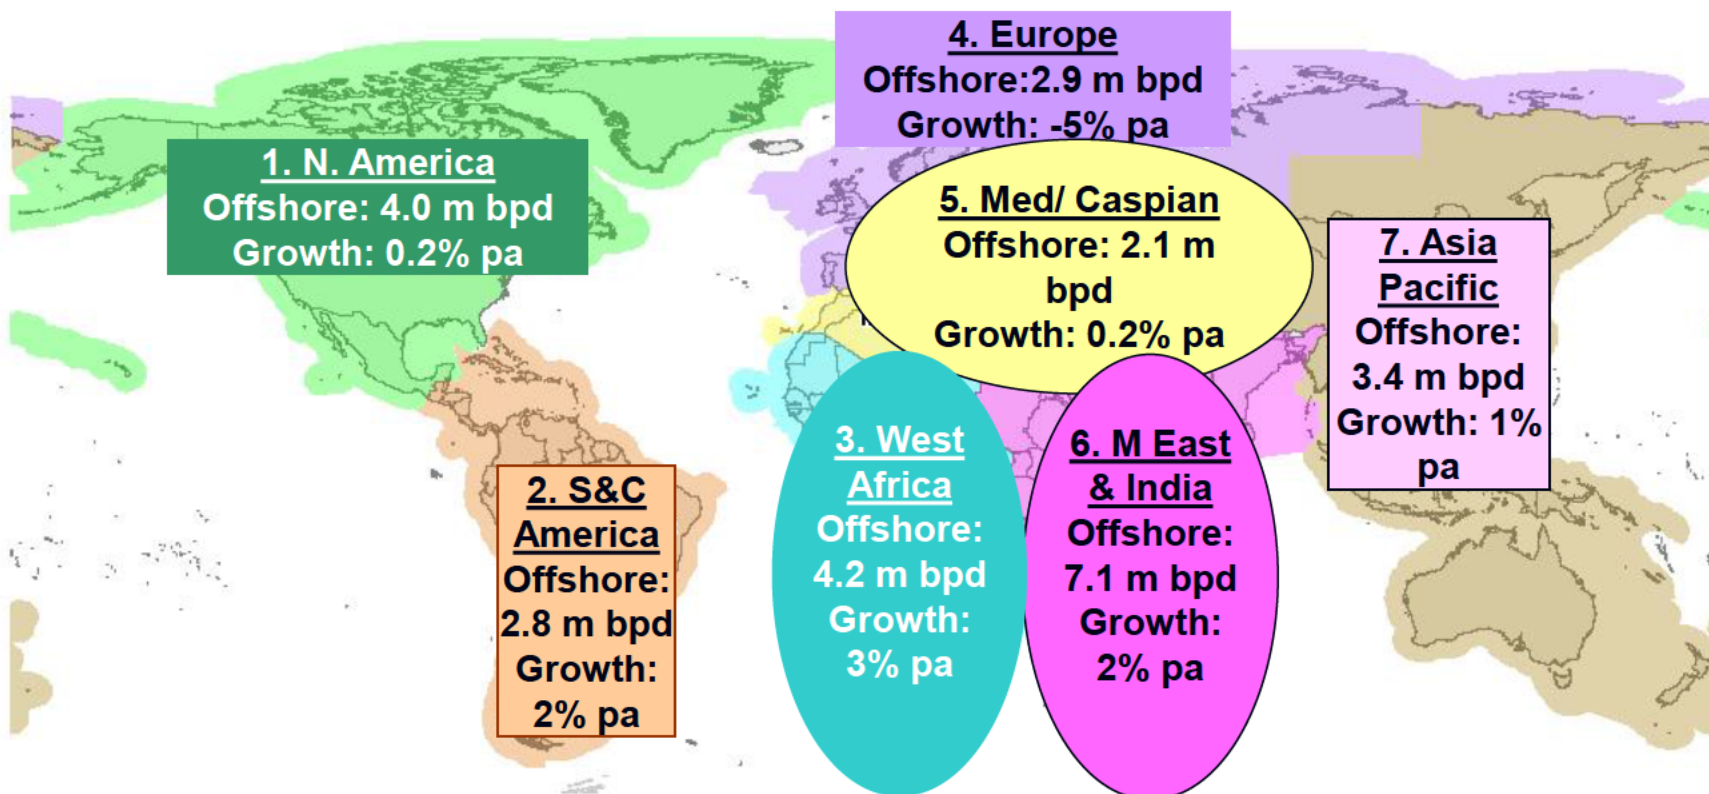 1. N. America
Offshore: 4.0 m bpd
Growth: 0.2% pa
2. S&C
America
Offshore:
2.8 m bpd
Growth:
2% pa
3. West
Africa
Offshore:
4.2 m bpd
Growth:
3% pa
4. Europe
Offshore:2.9 m bpd
Growth: -5% pa
5. Med/ Caspian
Offshore: 2.1 m
bpd
Growth: 0.2% pa
6. M East
& India
Offshore:
7.1 m bpd
Growth:
2% pa
7. Asia
Pacific
Offshore:
3.4 m bpd
Growth: 1%
pa